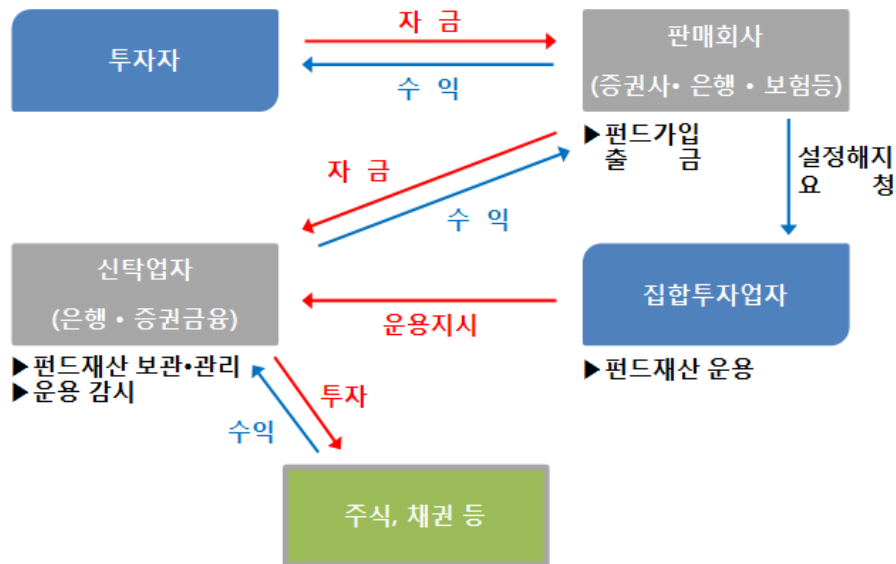 자 금
투자자
수 익
판매회사
(증권사• 은행 • 보험등)
▶펀드가입
출 금
설정해지
요 청
자 금
수 익
신탁업자
(은행 • 증권금융)
운용지시
집합투자업자
▶펀드재산 보관•관리
▶운용 감시
▶펀드재산 운용
투자
수익
주식, 채권 등